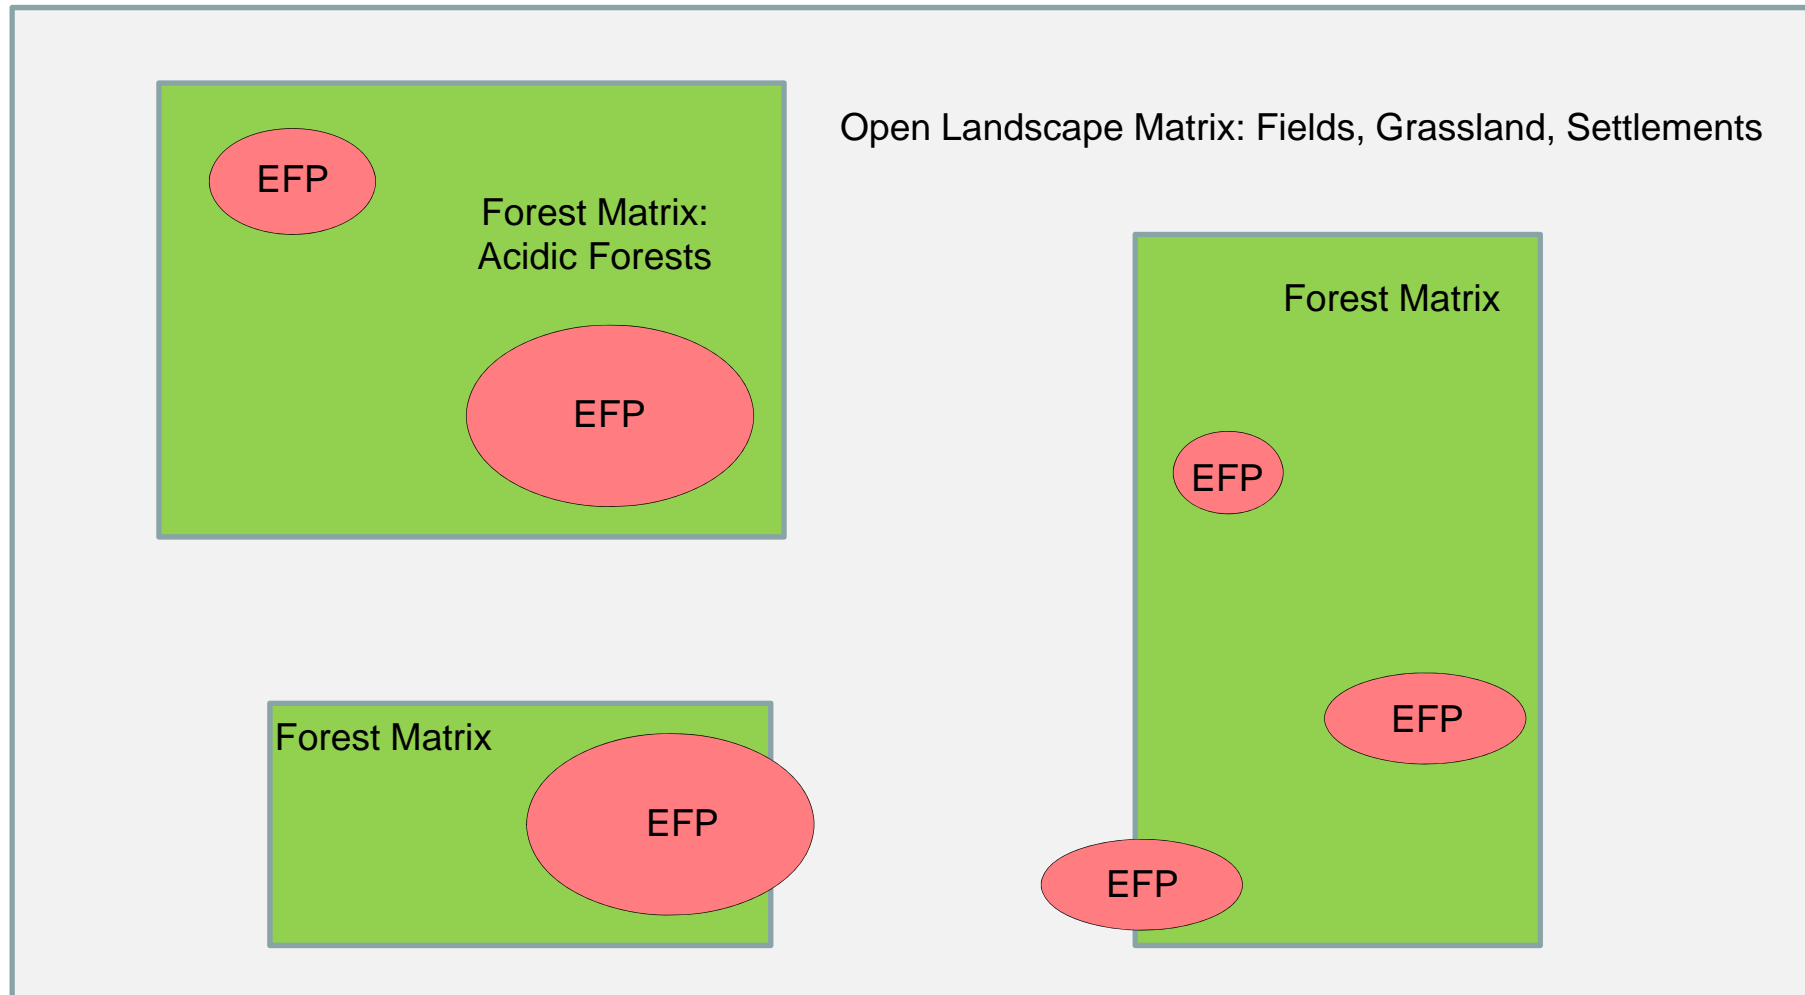 Open Landscape Matrix: Fields, Grassland, Settlements
EFP
Forest Matrix:
Acidic Forests
EFP
Forest Matrix
EFP
EFP
EFP
Forest Matrix
EFP